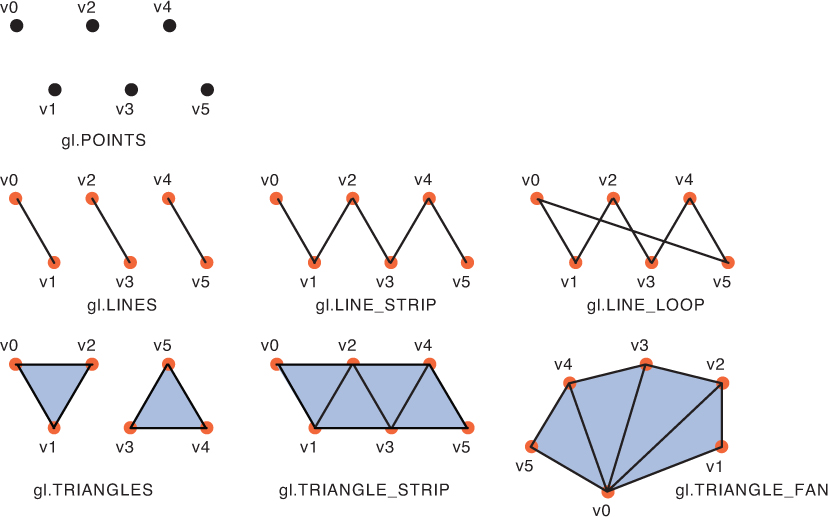 v0 v2 v4
v1 v3 v5
gl.POINTS
v0 v2 v4 v0 v2 v4 v0 v2 v4
v1 v3 v5 v1 v3 v5 v1 v3 v5
gl.LINES gl.LINE_STRIP gl.LINE_LOOP
v0 v2 v5 v0 v2 v4 v3
v4 v2
v1 v3 v4 v1 v3 v5
v5 v1
gl.TRIANGLES gl.TRIANGLE_STRIP gl.TRIANGLE_FAN
v0